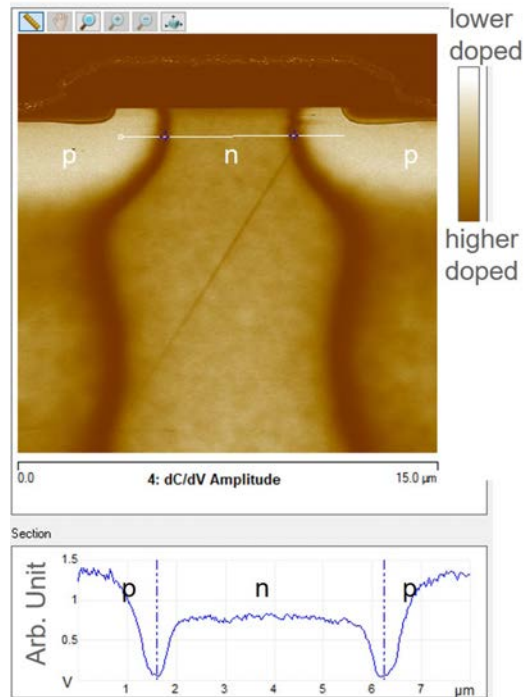 lower
doped
p
n
p
higher
doped
0.0
4: dC/dV Amplitude
15.0 µm
Section
Arb. Unit
1.5
1
0.5
V
p
n
p
1
2
3
4
5
6
7
µm